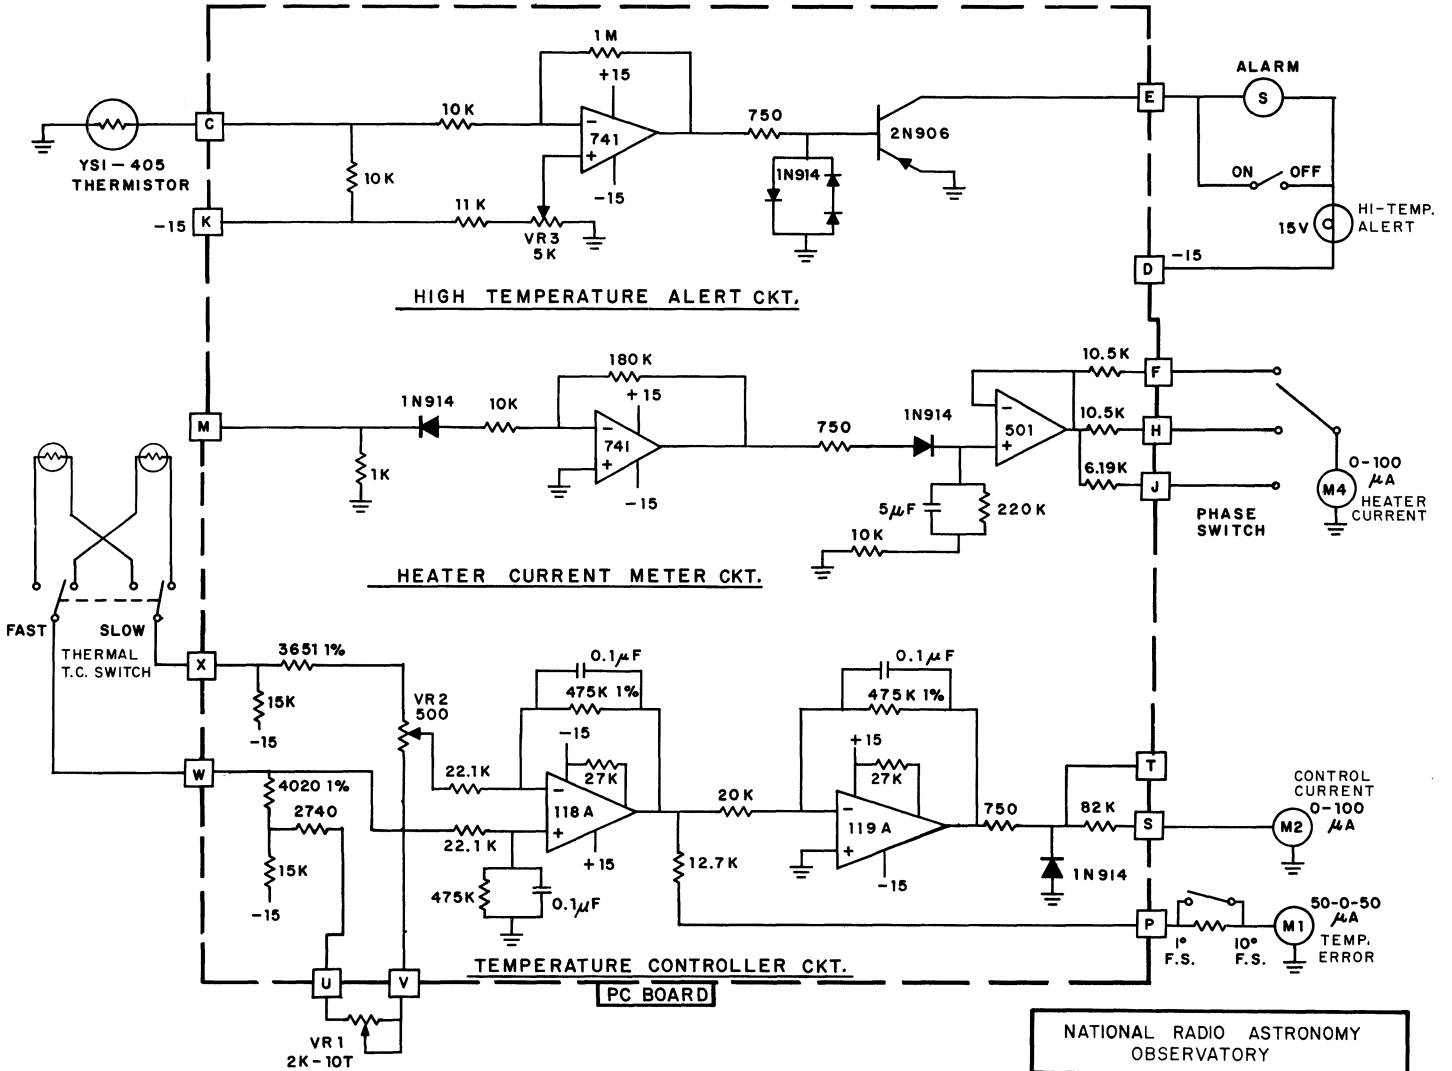 1M
+15
ALARM
10K
750
E
S
C
−
741
2N906
+
YSI-405
THERMISTOR
10K
1N914
ON OFF
-15
-15 K
11K
VR3
5K
15V
HI-TEMP.
ALERT
-15
D
HIGH TEMPERATURE ALERT CKT.
180K
10.5K
F
+15
1N914
10K
−
1N914
M
750
−
10.5K
H
741
501
+
+
1K
-15
6.19K
J
0-100
μA
M4
HEATER
CURRENT
5μF
220K
PHASE
SWITCH
10K
HEATER CURRENT METER CKT.
FAST
SLOW
THERMAL
T.C. SWITCH
X
3651 1%
0.1μF
0.1μF
15K
VR2
500
475K 1%
475K 1%
-15
-15
+15
W
27K
27K
T
4020 1%
22.1K
CONTROL
CURRENT
0-100
μA
2740
−
20K
−
750
82K
118A
119A
S
M2
+
22.1K
+15
+
15K
12.7K
-15
1N914
475K
0.1μF
-15
P
50-0-50
μA
M1
1°
F.S.
10°
F.S.
TEMP.
ERROR
TEMPERATURE CONTROLLER CKT.
U
V
PC BOARD
VR1
2K-10T
NATIONAL RADIO ASTRONOMY
OBSERVATORY